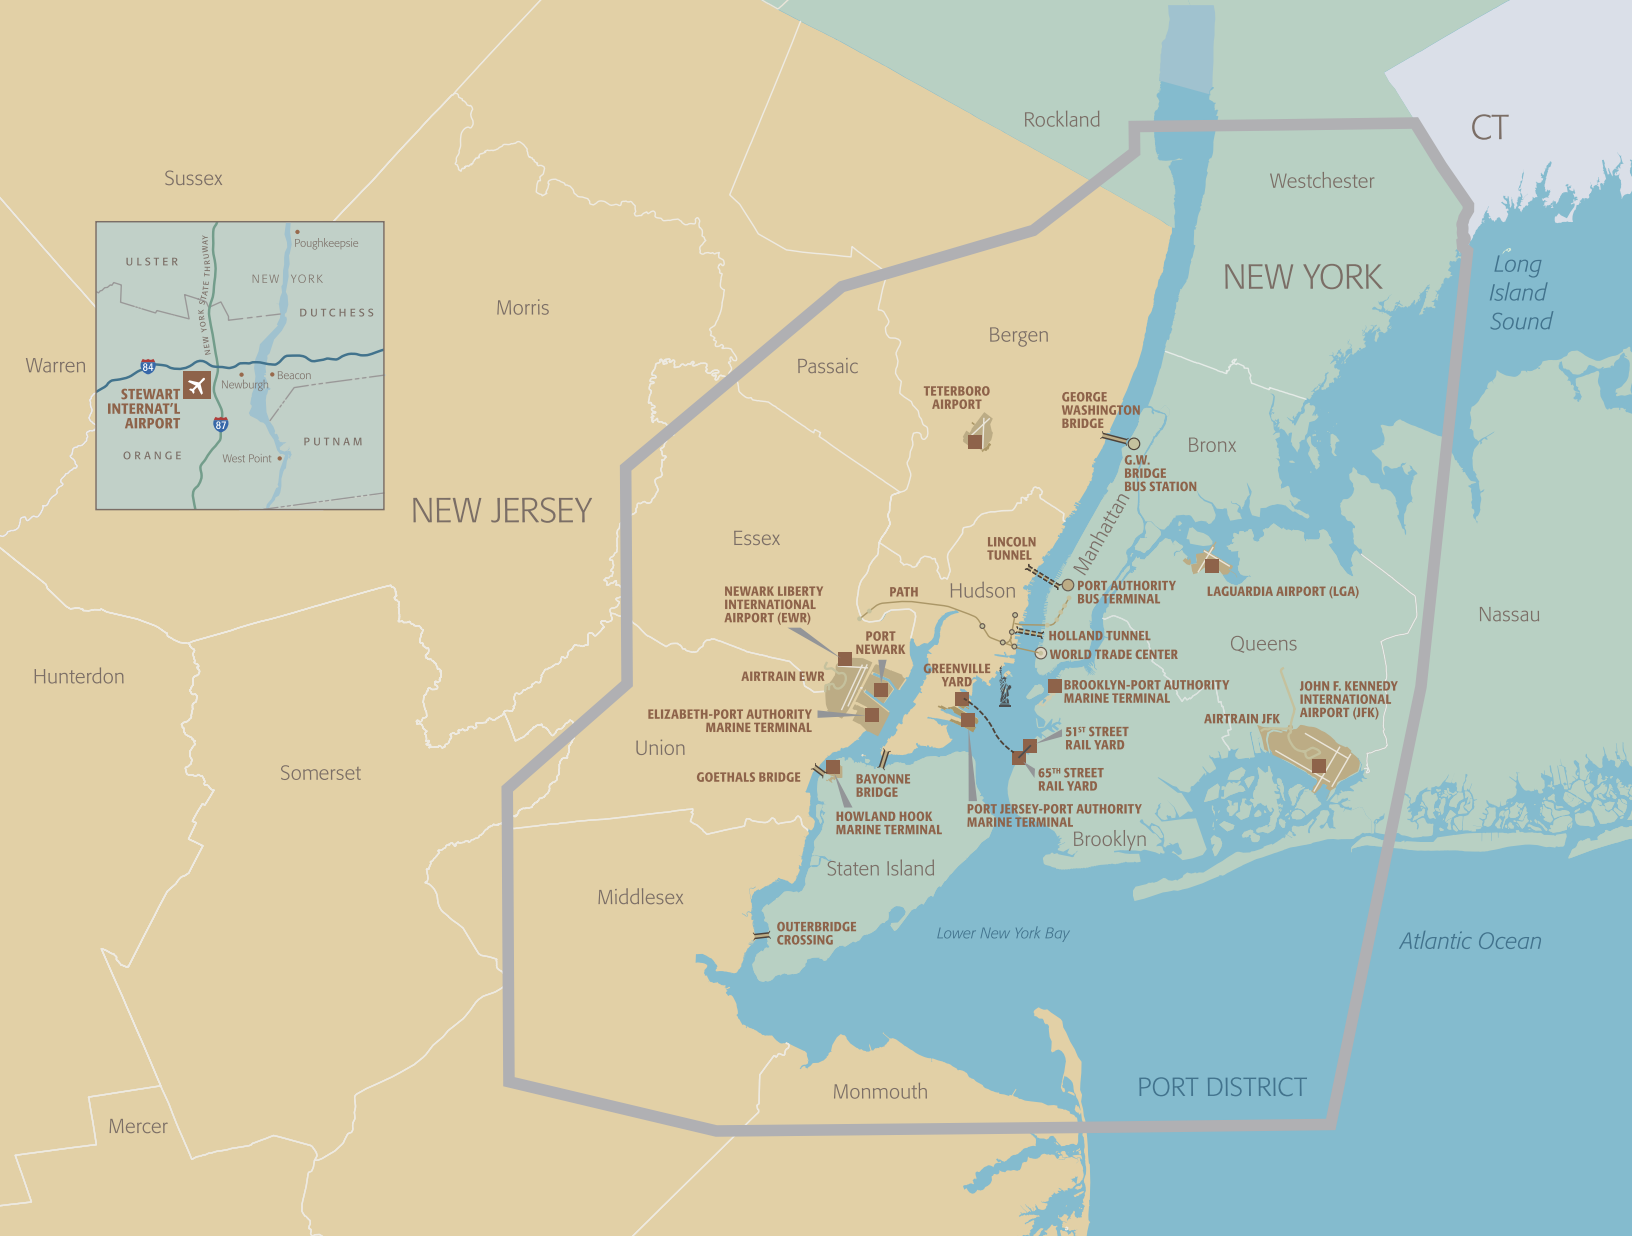 Rockland
CT
Sussex
Westchester
NEW YORK
Long
Island
Sound
Poughkeepsie
ULSTER
NEW YORK STATE THRUWAY
NEW YORK
DUTCHESS
84
Newburgh
Beacon
STEWART
INTERNAT'L
AIRPORT
87
PUTNAM
ORANGE
West Point
Morris
Bergen
Warren
Passaic
TETERBORO
AIRPORT
GEORGE
WASHINGTON
BRIDGE
G.W.
BRIDGE
BUS STATION
Bronx
NEW JERSEY
Manhattan
Essex
LINCOLN
TUNNEL
Hudson
PATH
PORT AUTHORITY
BUS TERMINAL
LAGUARDIA AIRPORT (LGA)
Nassau
NEWARK LIBERTY
INTERNATIONAL
AIRPORT (EWR)
PORT
NEWARK
HOLLAND TUNNEL
WORLD TRADE CENTER
Queens
Hunterdon
AIRTRAIN EWR
GREENVILLE
YARD
BROOKLYN-PORT AUTHORITY
MARINE TERMINAL
JOHN F. KENNEDY
INTERNATIONAL
AIRPORT (JFK)
AIRTRAIN JFK
ELIZABETH-PORT AUTHORITY
MARINE TERMINAL
51ST STREET
RAIL YARD
Union
Somerset
GOETHALS BRIDGE
BAYONNE
BRIDGE
65TH STREET
RAIL YARD
HOWLAND HOOK
MARINE TERMINAL
PORT JERSEY-PORT AUTHORITY
MARINE TERMINAL
Brooklyn
Staten Island
Middlesex
OUTERBRIDGE
CROSSING
Lower New York Bay
Atlantic Ocean
Monmouth
PORT DISTRICT
Mercer